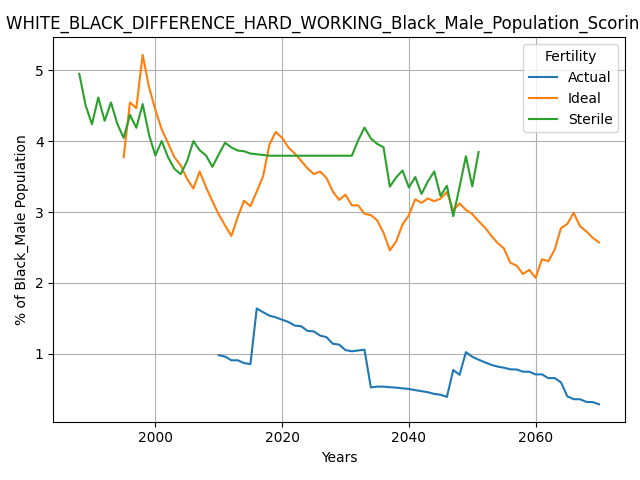 WHITE_BLACK_DIFFERENCE_HARD_WORKING_Black_Male_Population_Scorin
Fertility
Actual
Ideal
Sterile
% of Black_Male Population
5
4
3
2
1
2000 2020 2040 2060
Years